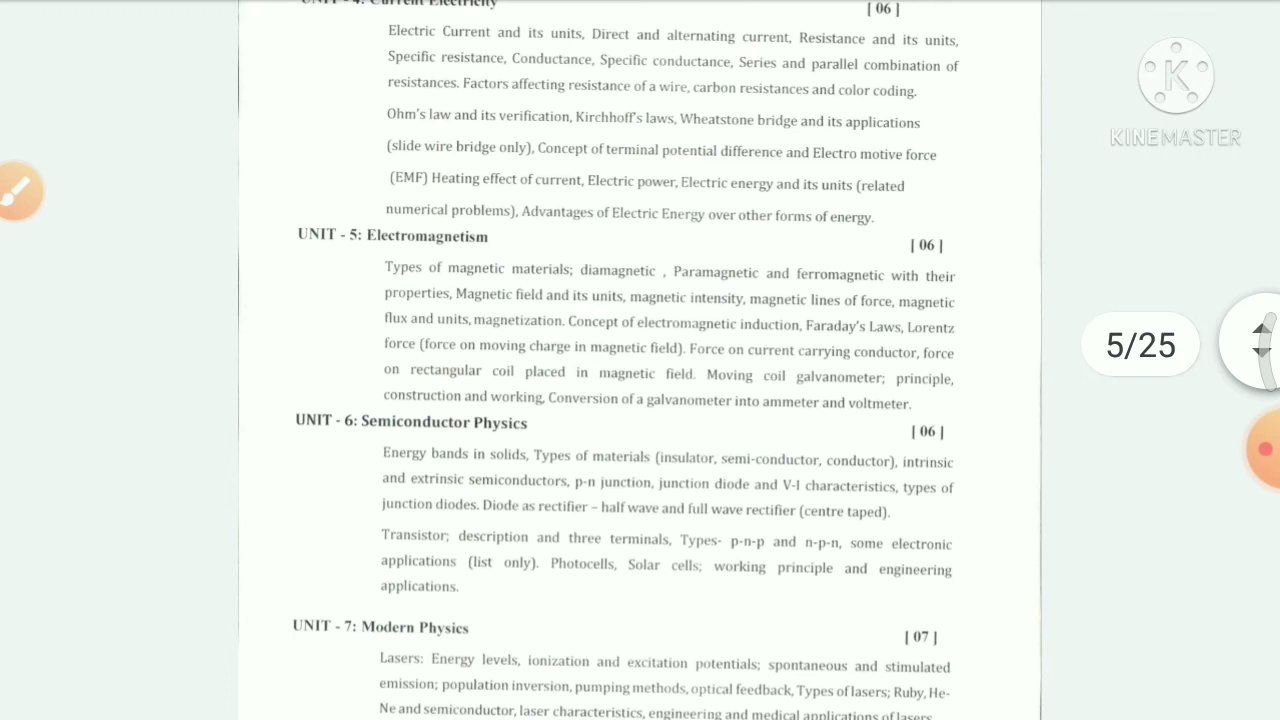 UNIT - 4: Current Electricity [ 06 ]
Electric Current and its units, Direct and alternating current, Resistance and its units,
Specific resistance, Conductance, Specific conductance, Series and parallel combination of
resistances. Factors affecting resistance of a wire, carbon resistances and color coding.
Ohm's law and its verification, Kirchhoff's laws, Wheatstone bridge and its applications
(slide wire bridge only), Concept of terminal potential difference and Electro motive force
(EMF) Heating effect of current, Electric power, Electric energy and its units (related
numerical problems), Advantages of Electric Energy over other forms of energy.
UNIT - 5: Electromagnetism [ 06 ]
Types of magnetic materials; diamagnetic , Paramagnetic and ferromagnetic with their
properties, Magnetic field and its units, magnetic intensity, magnetic lines of force, magnetic
flux and units, magnetization. Concept of electromagnetic induction, Faraday's Laws, Lorentz
force (force on moving charge in magnetic field). Force on current carrying conductor, force
on rectangular coil placed in magnetic field. Moving coil galvanometer; principle,
construction and working, Conversion of a galvanometer into ammeter and voltmeter.
UNIT - 6: Semiconductor Physics [ 06 ]
Energy bands in solids, Types of materials (insulator, semi-conductor, conductor), intrinsic
and extrinsic semiconductors, p-n junction, junction diode and V-I characteristics, types of
junction diodes. Diode as rectifier – half wave and full wave rectifier (centre taped).
Transistor; description and three terminals, Types- p-n-p and n-p-n, some electronic
applications (list only). Photocells, Solar cells; working principle and engineering
applications.
UNIT - 7: Modern Physics [ 07 ]
Lasers: Energy levels, ionization and excitation potentials; spontaneous and stimulated
emission; population inversion, pumping methods, optical feedback, Types of lasers; Ruby, He-
Ne and semiconductor, laser characteristics, engineering and medical applications of lasers
K
KINEMASTER
5/25